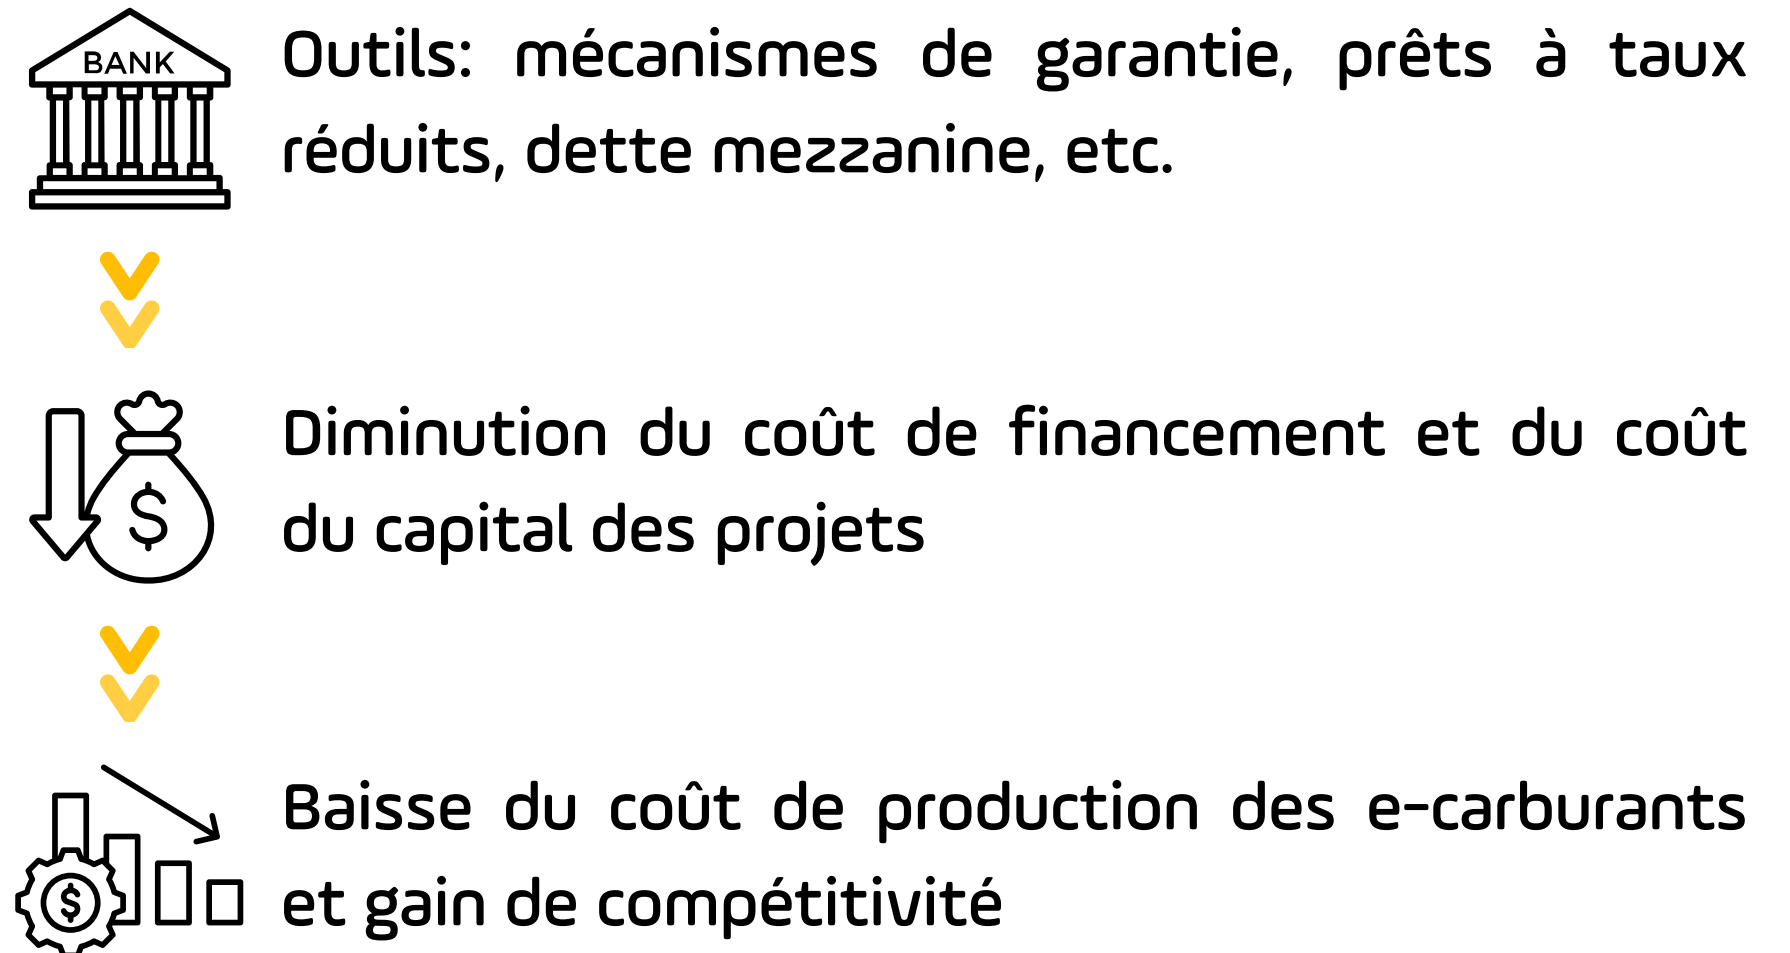 BANK
Outils: mécanismes de garantie, prêts à taux
réduits, dette mezzanine, etc.
$
Diminution du coût de financement et du coût
du capital des projets
$
Baisse du coût de production des e-carburants
et gain de compétitivité